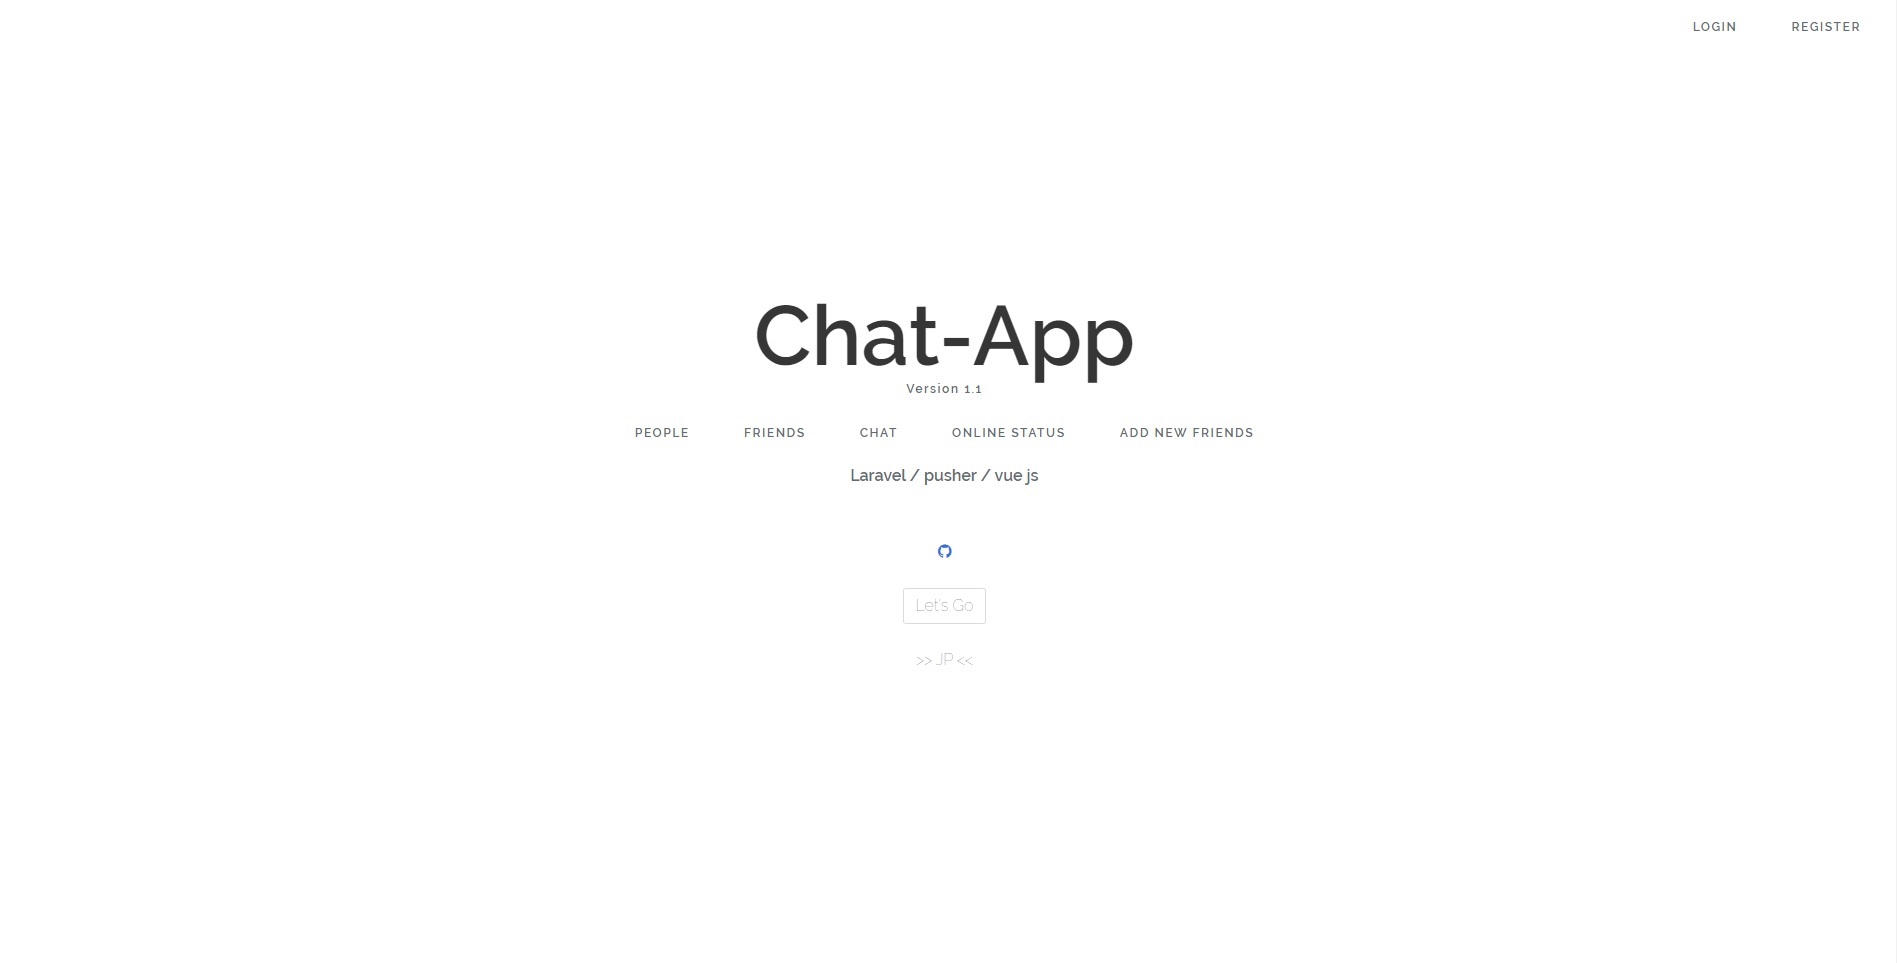 LOGIN REGISTER
Chat-App
Version 1.1
PEOPLE FRIENDS CHAT ONLINE STATUS ADD NEW FRIENDS
Laravel / pusher / vue js
Let's Go
>> JP <<